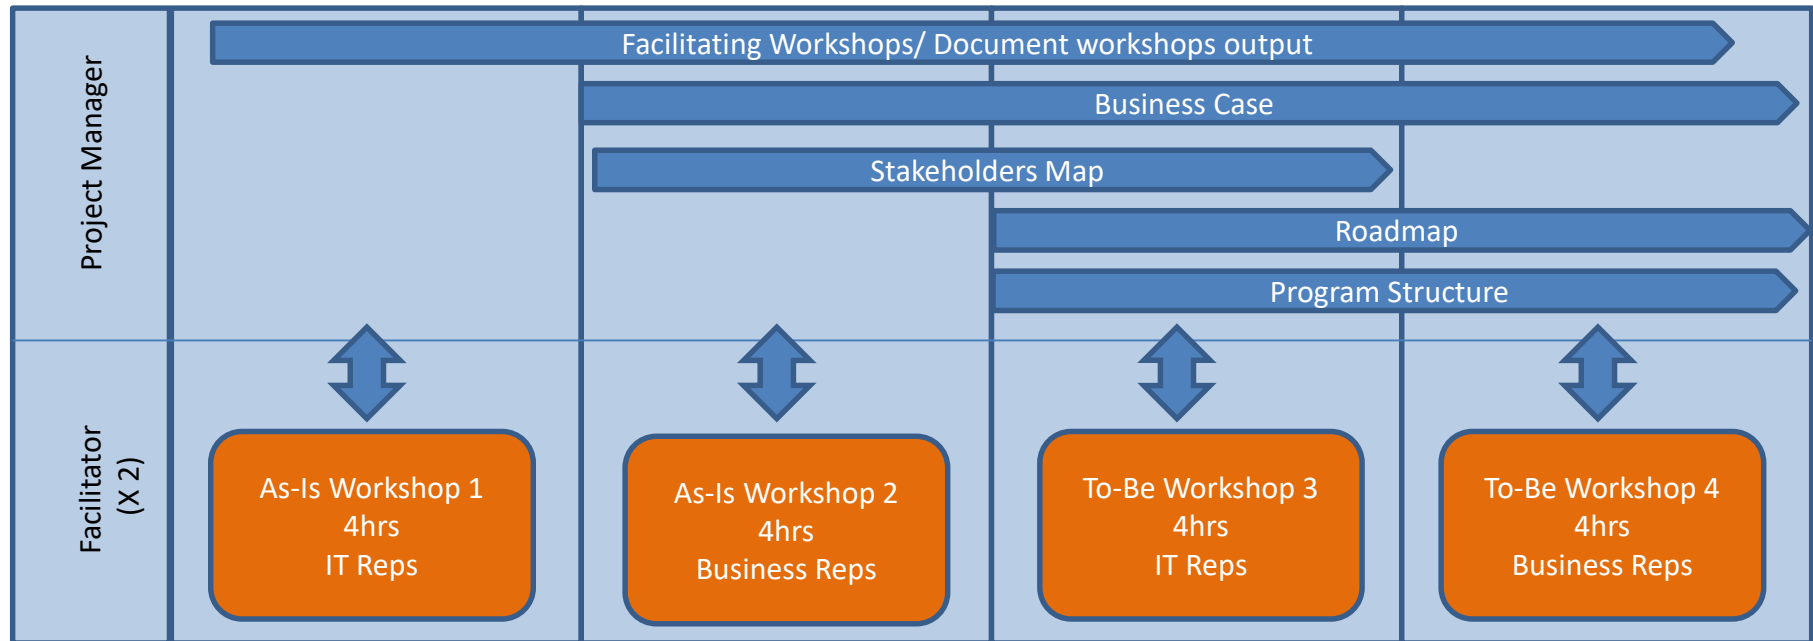 Project Manager
Facilitating Workshops/ Document workshops output
Business Case
Stakeholders Map
Roadmap
Program Structure
Facilitator
(X 2)
As-Is Workshop 1
4hrs
IT Reps
As-Is Workshop 2
4hrs
Business Reps
To-Be Workshop 3
4hrs
IT Reps
To-Be Workshop 4
4hrs
Business Reps